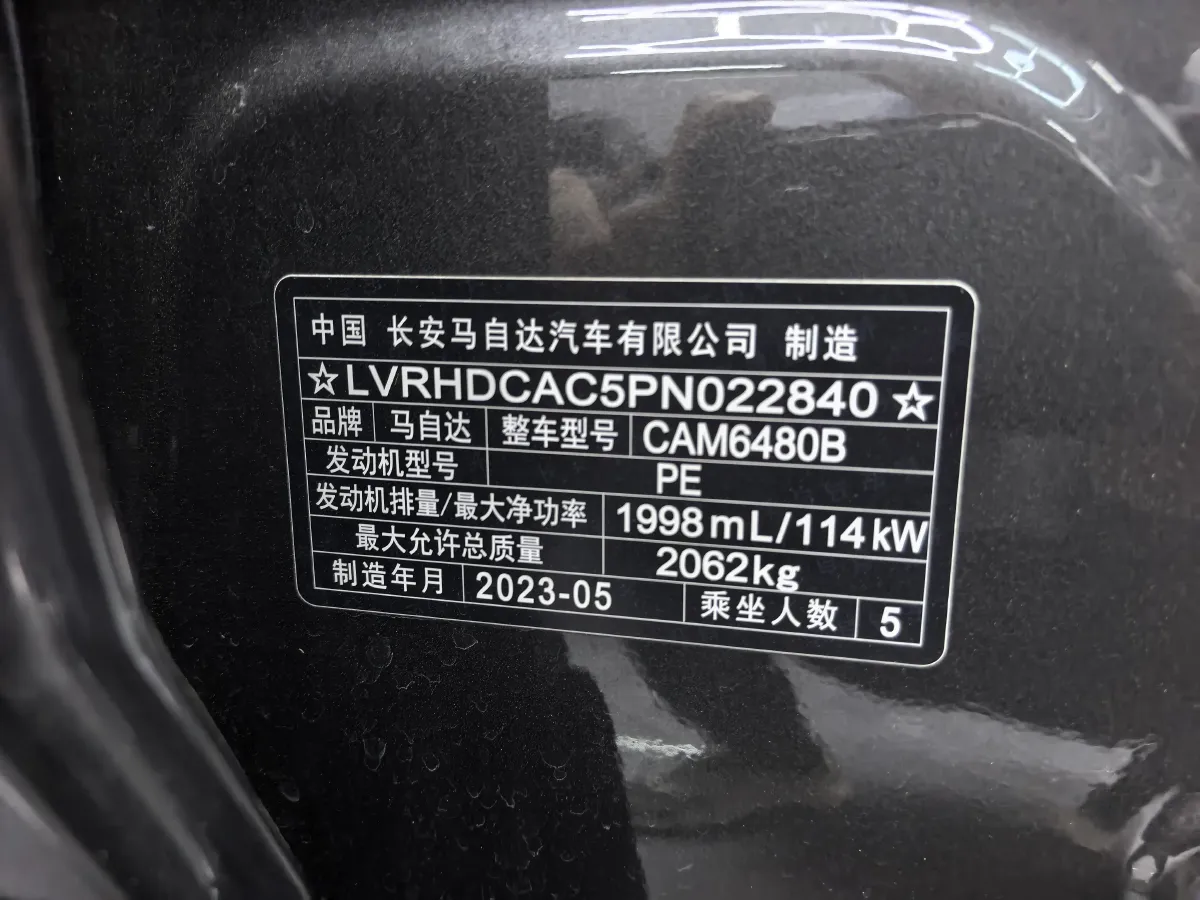 中国 长安马自达汽车有限公司 制造
☆LVRHDCAC5PN022840☆
品牌 马自达 整车型号 CAM6480B
发动机型号 PE
发动机排量/最大净功率 1998mL/114kW
最大允许总质量 2062kg
制造年月 2023-05 乘坐人数 5